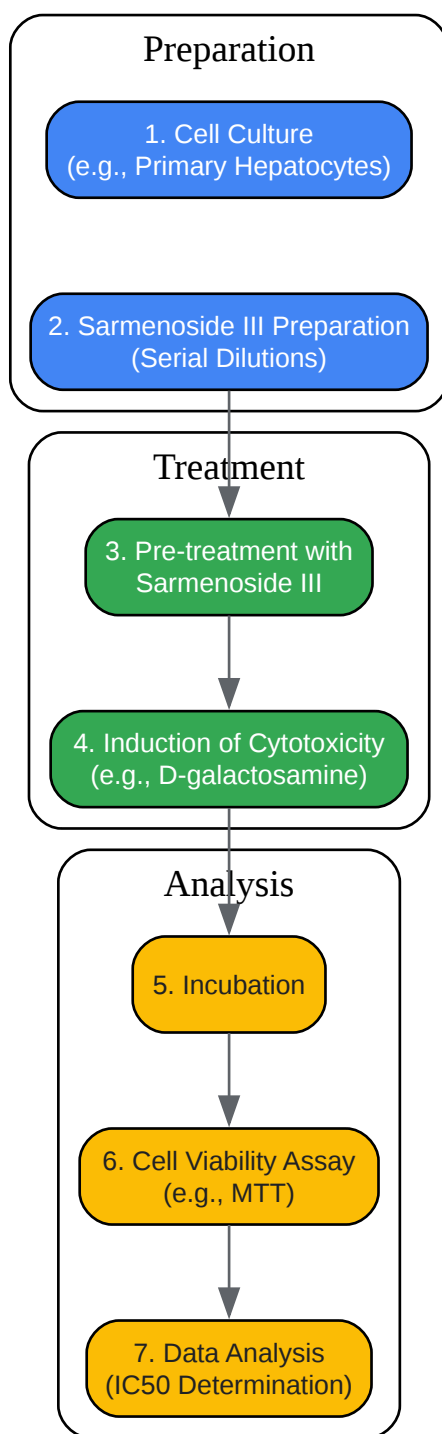 Preparation
1. Cell Culture
(e.g., Primary Hepatocytes)
2. Sarmenoside III Preparation
(Serial Dilutions)
Treatment
3. Pre-treatment with
Sarmenoside III
4. Induction of Cytotoxicity
(e.g., D-galactosamine)
Analysis
5. Incubation
6. Cell Viability Assay
(e.g., MTT)
7. Data Analysis
(IC50 Determination)